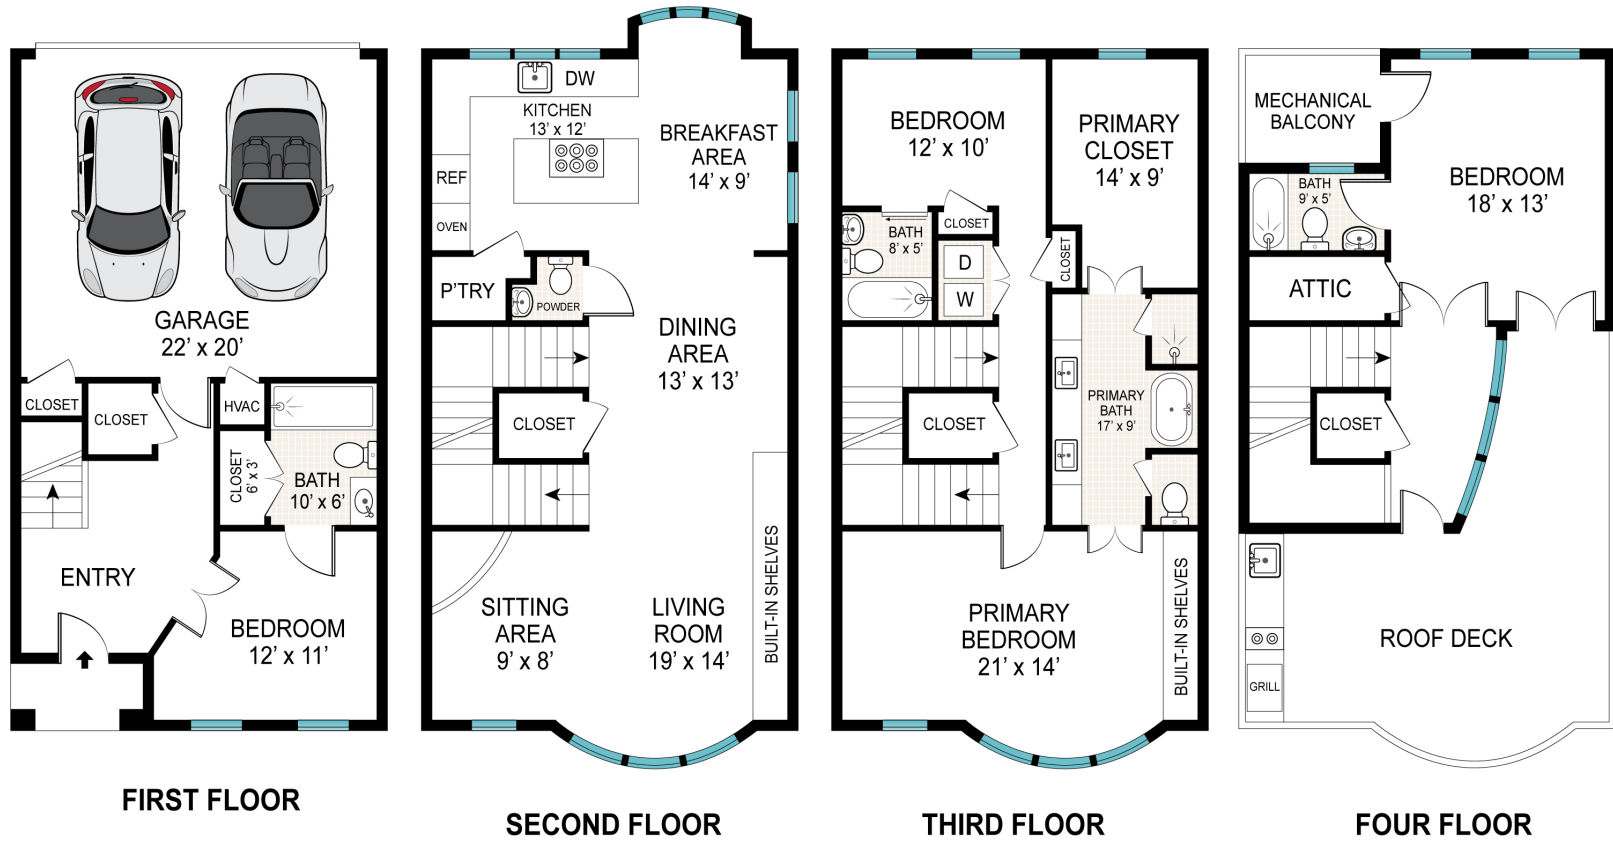 GARAGE
22’ x 20’
CLOSET
CLOSET
HVAC
CLOSET
6’ x 3’
BATH
10’ x 6’
ENTRY
BEDROOM
12’ x 11’
FIRST FLOOR
DW
KITCHEN
13’ x 12’
BREAKFAST
AREA
14’ x 9’
REF
OVEN
P’TRY
POWDER
DINING
AREA
13’ x 13’
CLOSET
BUILT-IN SHELVES
SITTING
AREA
9’ x 8’
LIVING
ROOM
19’ x 14’
SECOND FLOOR
BEDROOM
12’ x 10’
PRIMARY
CLOSET
14’ x 9’
CLOSET
BATH
8’ x 5’
CLOSET
D
W
PRIMARY
BATH
17’ x 9’
CLOSET
PRIMARY
BEDROOM
21’ x 14’
BUILT-IN SHELVES
THIRD FLOOR
MECHANICAL
BALCONY
BATH
9’ x 5’
BEDROOM
18’ x 13’
ATTIC
CLOSET
ROOF DECK
GRILL
FOUR FLOOR